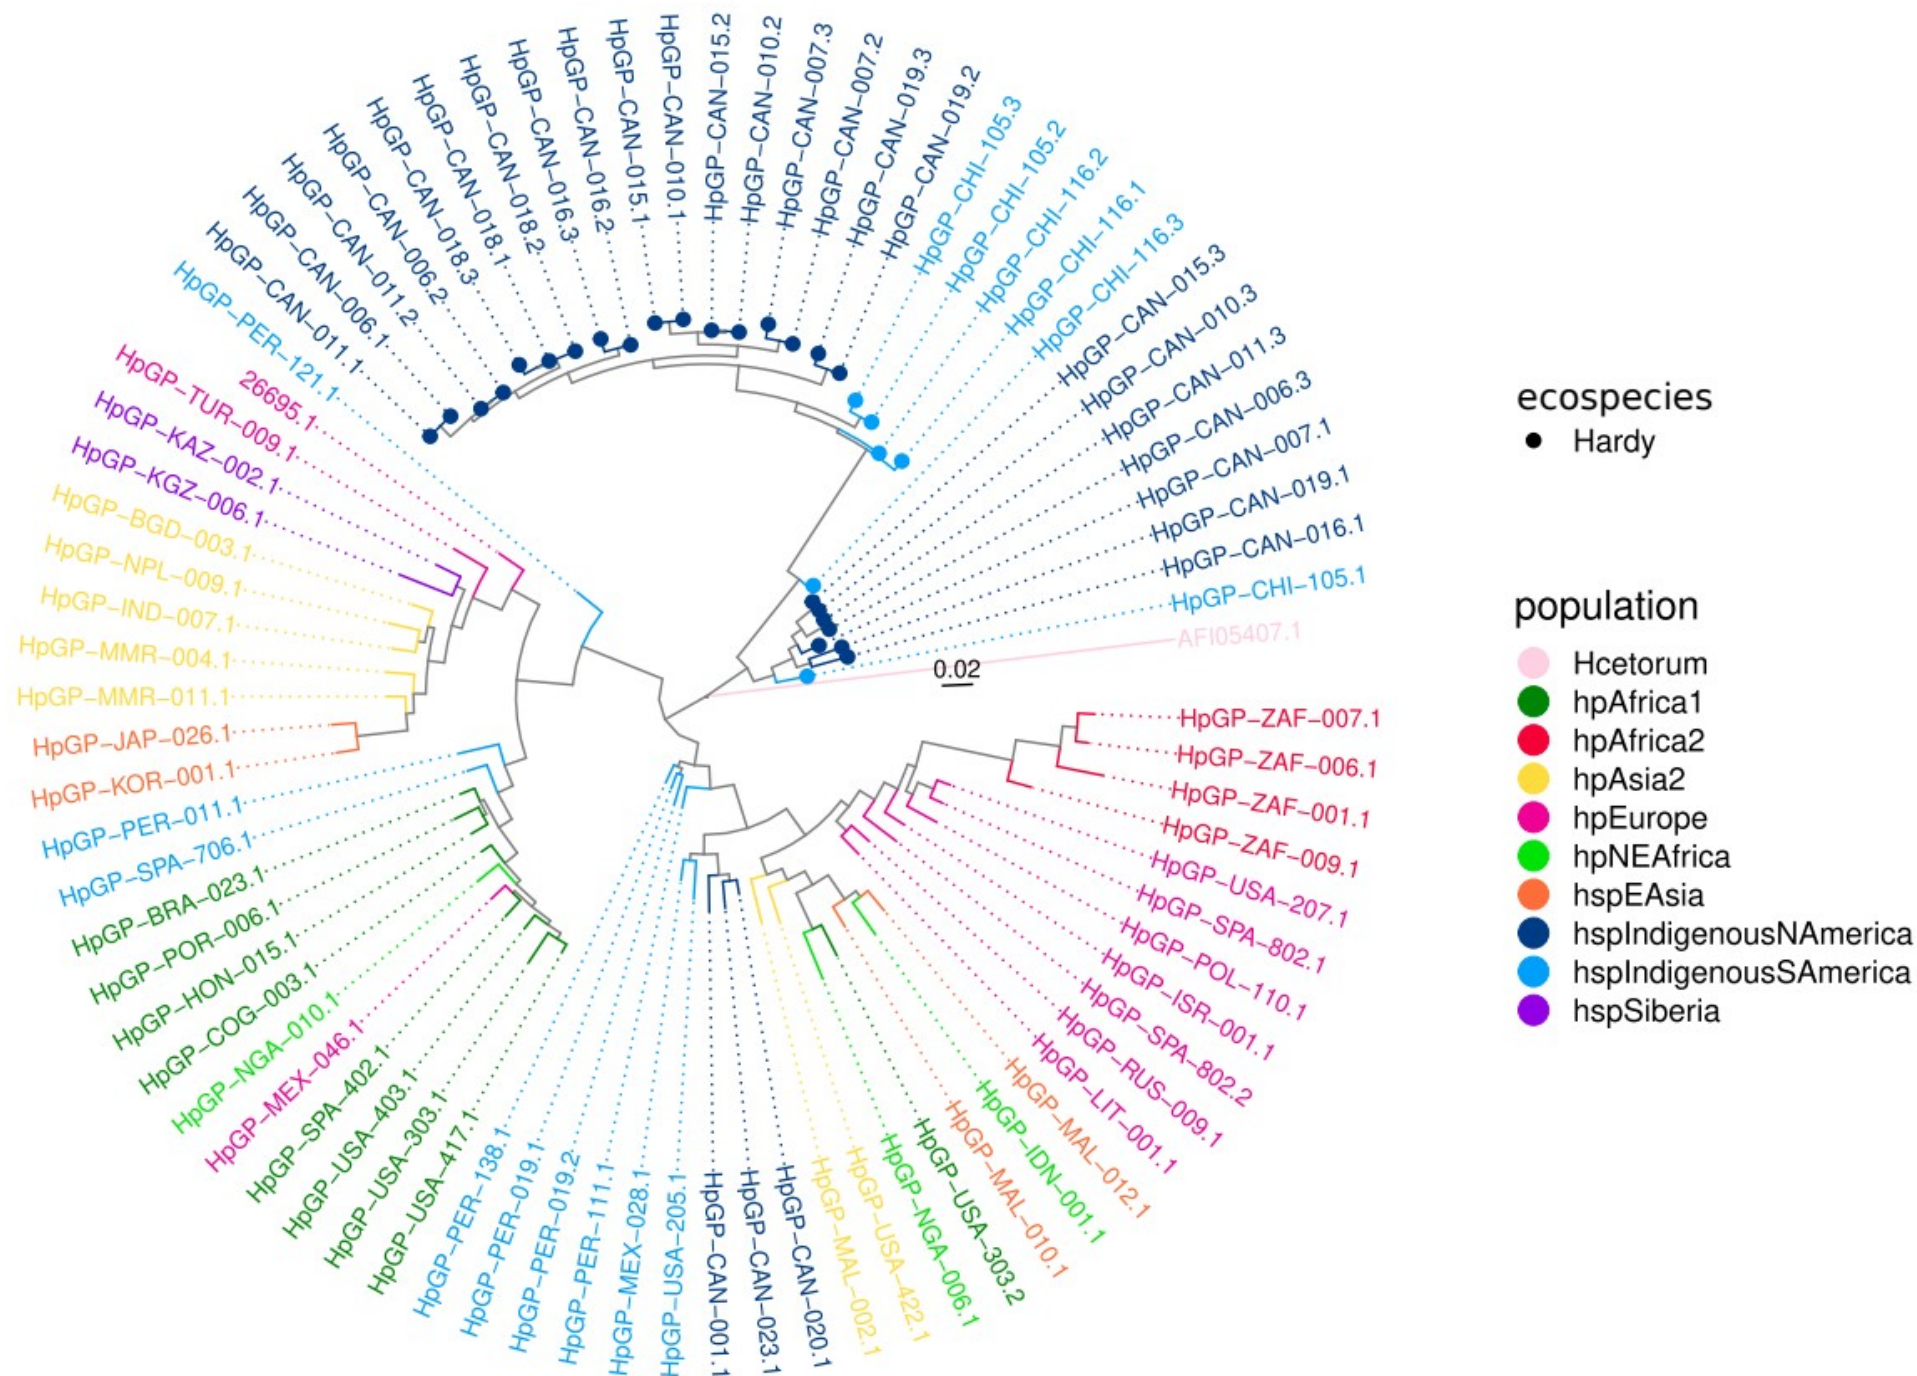 HpGP−PER−121.1
HpGP−CAN−011.1
HpGP−CAN−006.1
HpGP−CAN−011.2
HpGP−CAN−006.2
HpGP−CAN−018.3
HpGP−CAN−018.1
HpGP−CAN−018.2
HpGP−CAN−016.3
HpGP−CAN−016.2
HpGP−CAN−015.1
HpGP−CAN−010.1
HpGP−CAN−015.2
HpGP−CAN−010.2
HpGP−CAN−007.3
HpGP−CAN−007.2
HpGP−CAN−019.3
HpGP−CAN−019.2
HpGP−CHI−105.3
HpGP−CHI−105.2
HpGP−CHI−116.2
HpGP−CHI−116.1
HpGP−CHI−116.3
HpGP−CAN−015.3
HpGP−CAN−010.3
HpGP−CAN−011.3
HpGP−CAN−006.3
HpGP−CAN−007.1
HpGP−CAN−019.1
HpGP−CAN−016.1
HpGP−CHI−105.1
AFI05407.1
0.02
HpGP−ZAF−007.1
HpGP−ZAF−006.1
HpGP−ZAF−001.1
HpGP−ZAF−009.1
HpGP−USA−207.1
HpGP−SPA−802.1
HpGP−POL−110.1
HpGP−ISR−001.1
HpGP−SPA−802.2
HpGP−RUS−009.1
HpGP−LIT−001.1
HpGP−MAL−012.1
HpGP−IDN−001.1
HpGP−MAL−010.1
HpGP−USA−303.2
HpGP−NGA−006.1
HpGP−USA−422.1
HpGP−MAL−002.1
HpGP−CAN−020.1
HpGP−CAN−023.1
HpGP−CAN−001.1
HpGP−USA−205.1
HpGP−MEX−028.1
HpGP−PER−111.1
HpGP−PER−019.2
HpGP−PER−019.1
HpGP−PER−138.1
HpGP−USA−417.1
HpGP−USA−303.1
HpGP−USA−403.1
HpGP−SPA−402.1
HpGP−MEX−046.1
HpGP−NGA−010.1
HpGP−COG−003.1
HpGP−HON−015.1
HpGP−POR−006.1
HpGP−BRA−023.1
HpGP−SPA−706.1
HpGP−PER−011.1
HpGP−KOR−001.1
HpGP−JAP−026.1
HpGP−MMR−011.1
HpGP−MMR−004.1
HpGP−IND−007.1
HpGP−NPL−009.1
HpGP−BGD−003.1
HpGP−KGZ−006.1
HpGP−KAZ−002.1
HpGP−TUR−009.1
26695.1
ecospecies
Hardy
population
Hcetorum
hpAfrica1
hpAfrica2
hpAsia2
hpEurope
hpNEAfrica
hspEAsia
hspIndigenousNAmerica
hspIndigenousSAmerica
hspSiberia